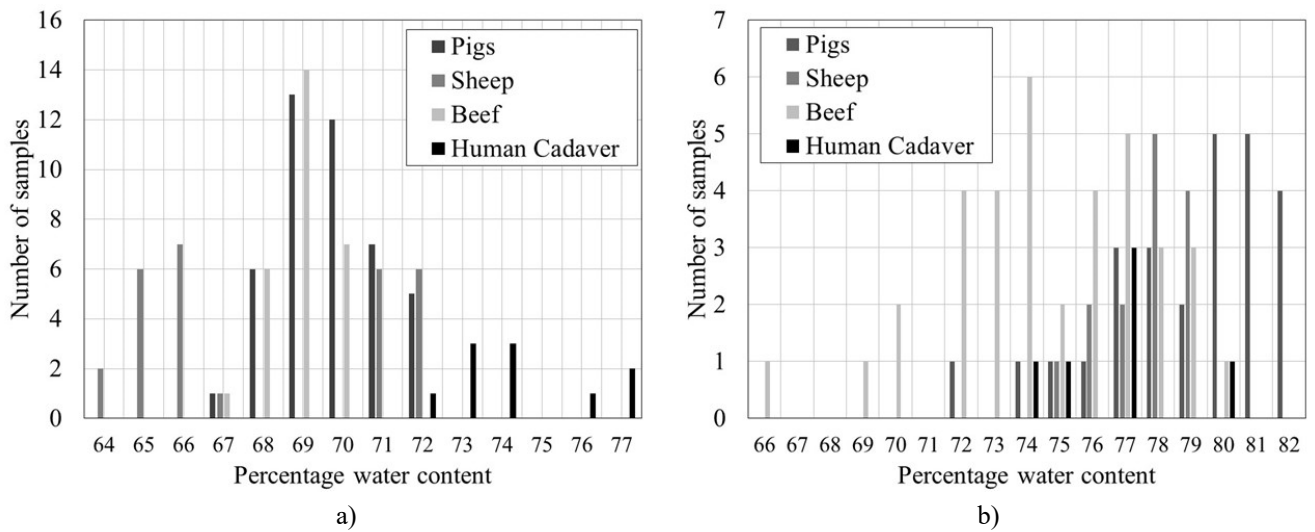 16
14
12
10
8
6
4
2
0
Number of samples
Pigs
Sheep
Beef
Human Cadaver
64 65 66 67 68 69 70 71 72 73 74 75 76 77
Percentage water content
a)
7
6
5
4
3
2
1
0
Number of samples
Pigs
Sheep
Beef
Human Cadaver
66 67 68 69 70 71 72 73 74 75 76 77 78 79 80 81 82
Percentage water content
b)